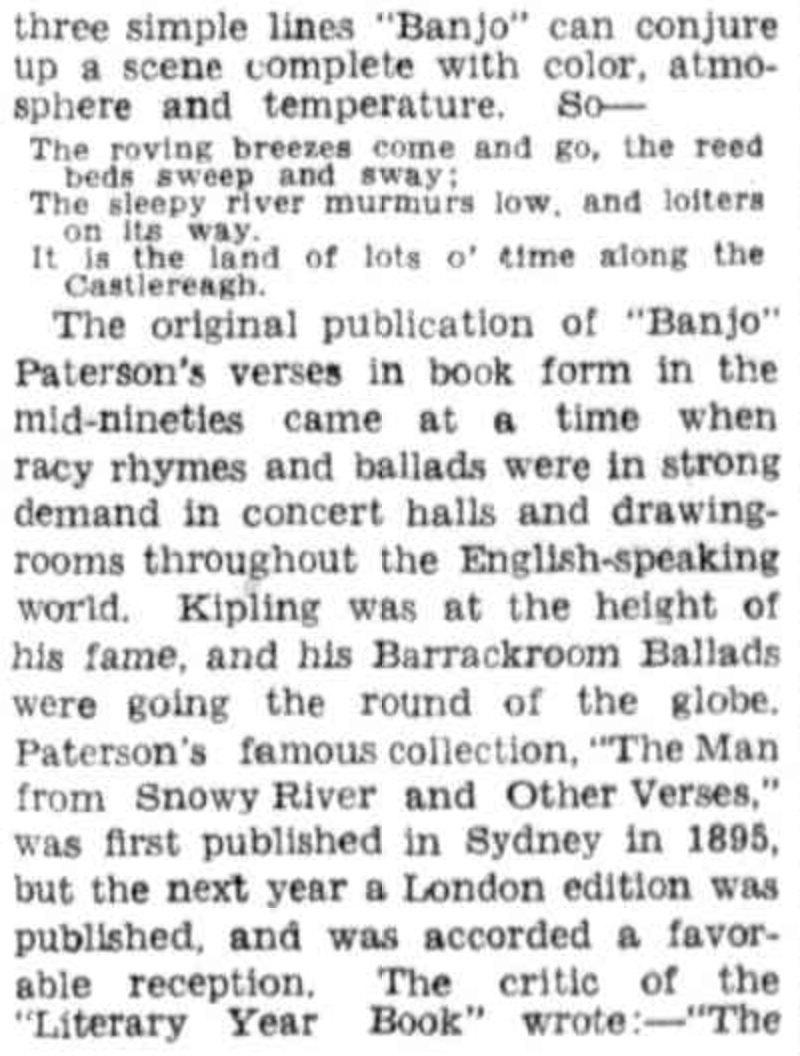 three simple lines "Banjo" can conjure
up a scene complete with color, atmo-
sphere and temperature. So—
The roving breezes come and go, the reed
beds sweep and sway;
The sleepy river murmurs low, and loiters
on its way.
It is the land of lots o' time along the
Castlereagh.
The original publication of "Banjo"
Paterson's verses in book form in the
mid-nineties came at a time when
racy rhymes and ballads were in strong
demand in concert halls and drawing-
rooms throughout the English-speaking
world. Kipling was at the height of
his fame, and his Barrackroom Ballads
were going the round of the globe.
Paterson's famous collection, "The Man
from Snowy River and Other Verses,"
was first published in Sydney in 1895,
but the next year a London edition was
published, and was accorded a favor-
able reception. The critic of the
"Literary Year Book" wrote:—"The